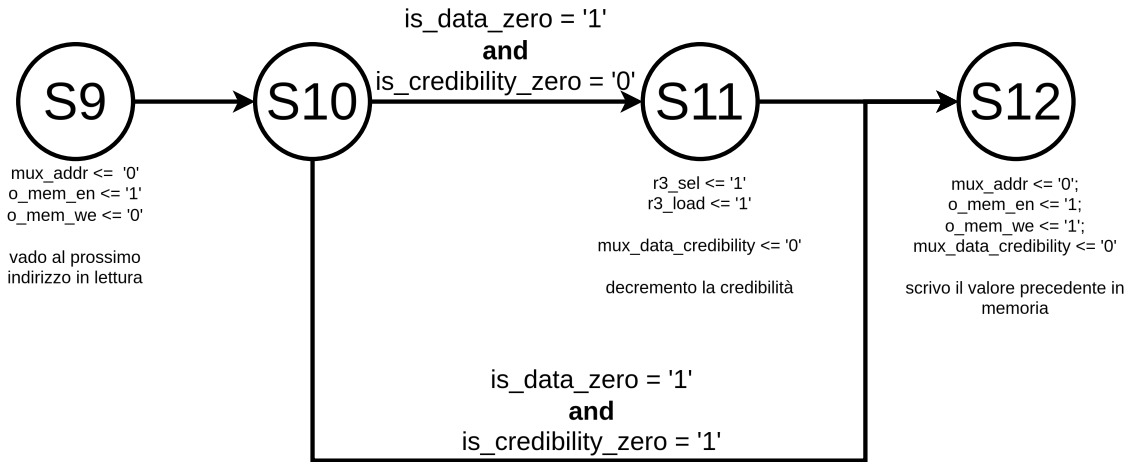 is_data_zero = '1'
and
is_credibility_zero = '0'
S9
S10
S11
S12
mux_addr <= '0'
o_mem_en <= '1'
o_mem_we <= '0'
vado al prossimo
indirizzo in lettura
r3_sel <= '1'
r3_load <= '1'
mux_data_credibility <= '0'
decremento la credibilità
mux_addr <= '0';
o_mem_en <= '1;
o_mem_we <= '1';
mux_data_credibility <= '0'
scrivo il valore precedente in
memoria
is_data_zero = '1'
and
is_credibility_zero = '1'